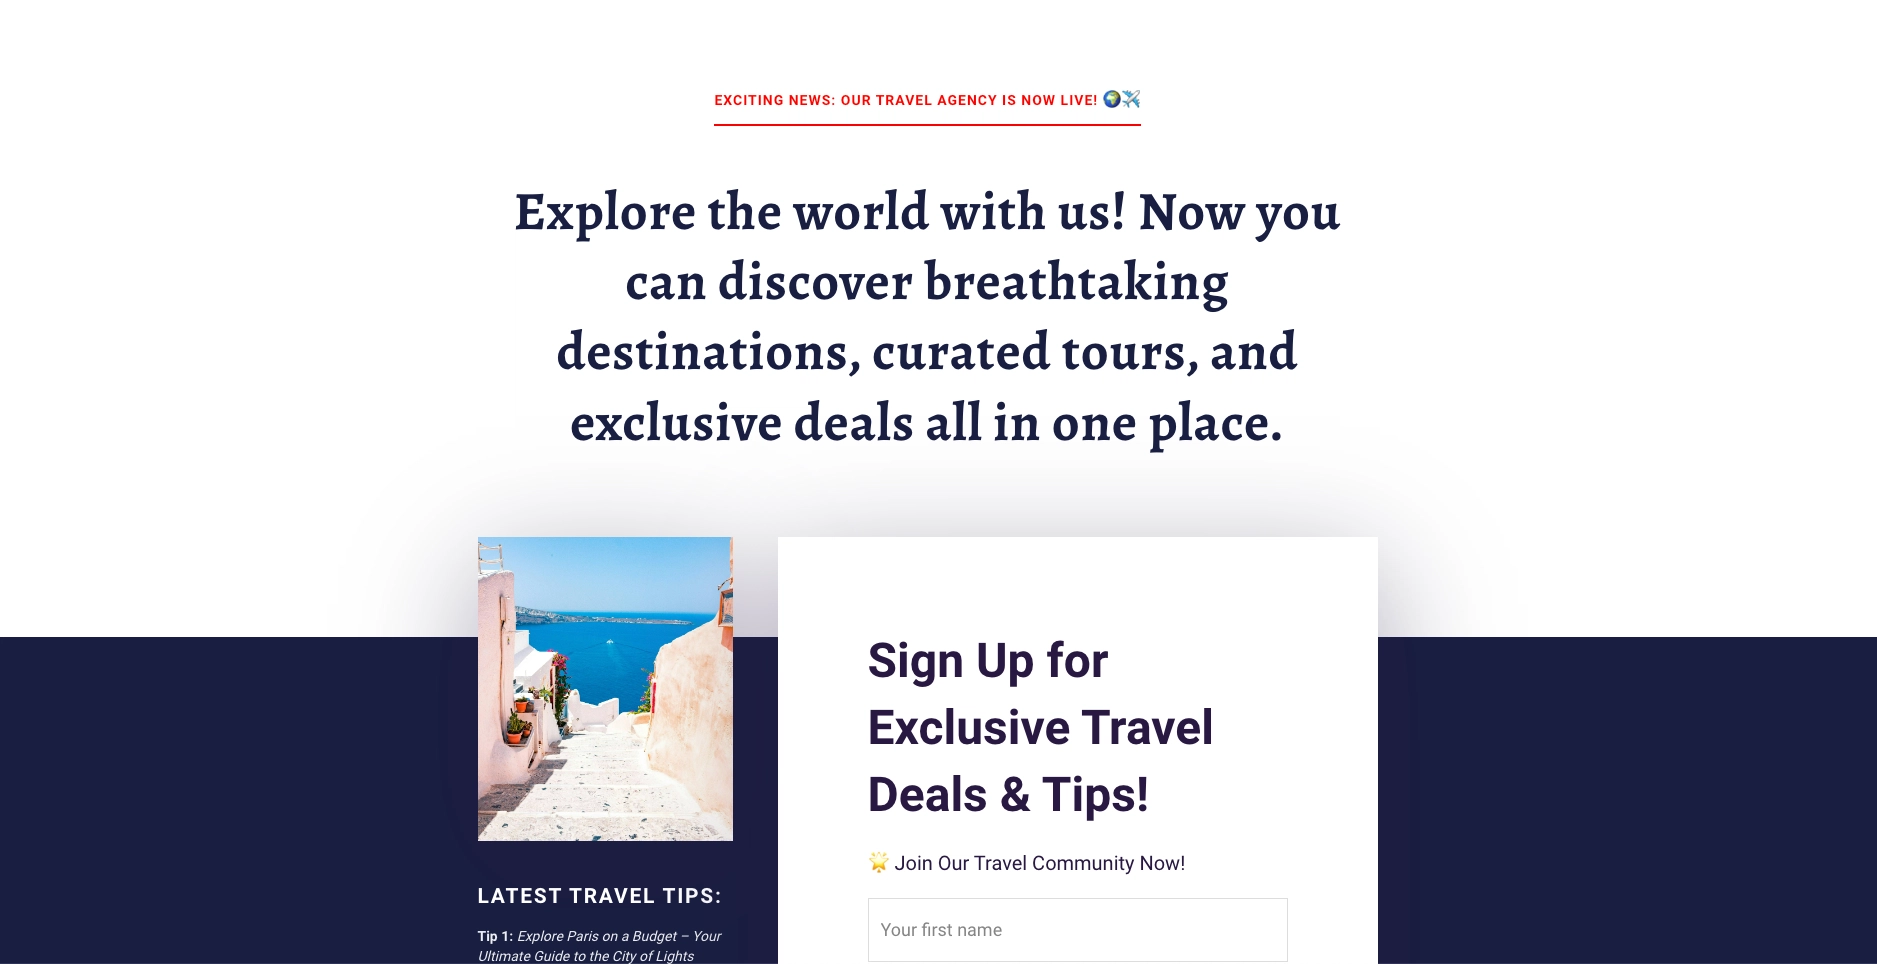 EXCITING NEWS: OUR TRAVEL AGENCY IS NOW LIVE! 🌍✈️
Explore the world with us! Now you
can discover breathtaking
destinations, curated tours, and
exclusive deals all in one place.
LATEST TRAVEL TIPS:
Tip 1: Explore Paris on a Budget – Your
Ultimate Guide to the City of Lights
Sign Up for
Exclusive Travel
Deals & Tips!
🌟 Join Our Travel Community Now!
Your first name